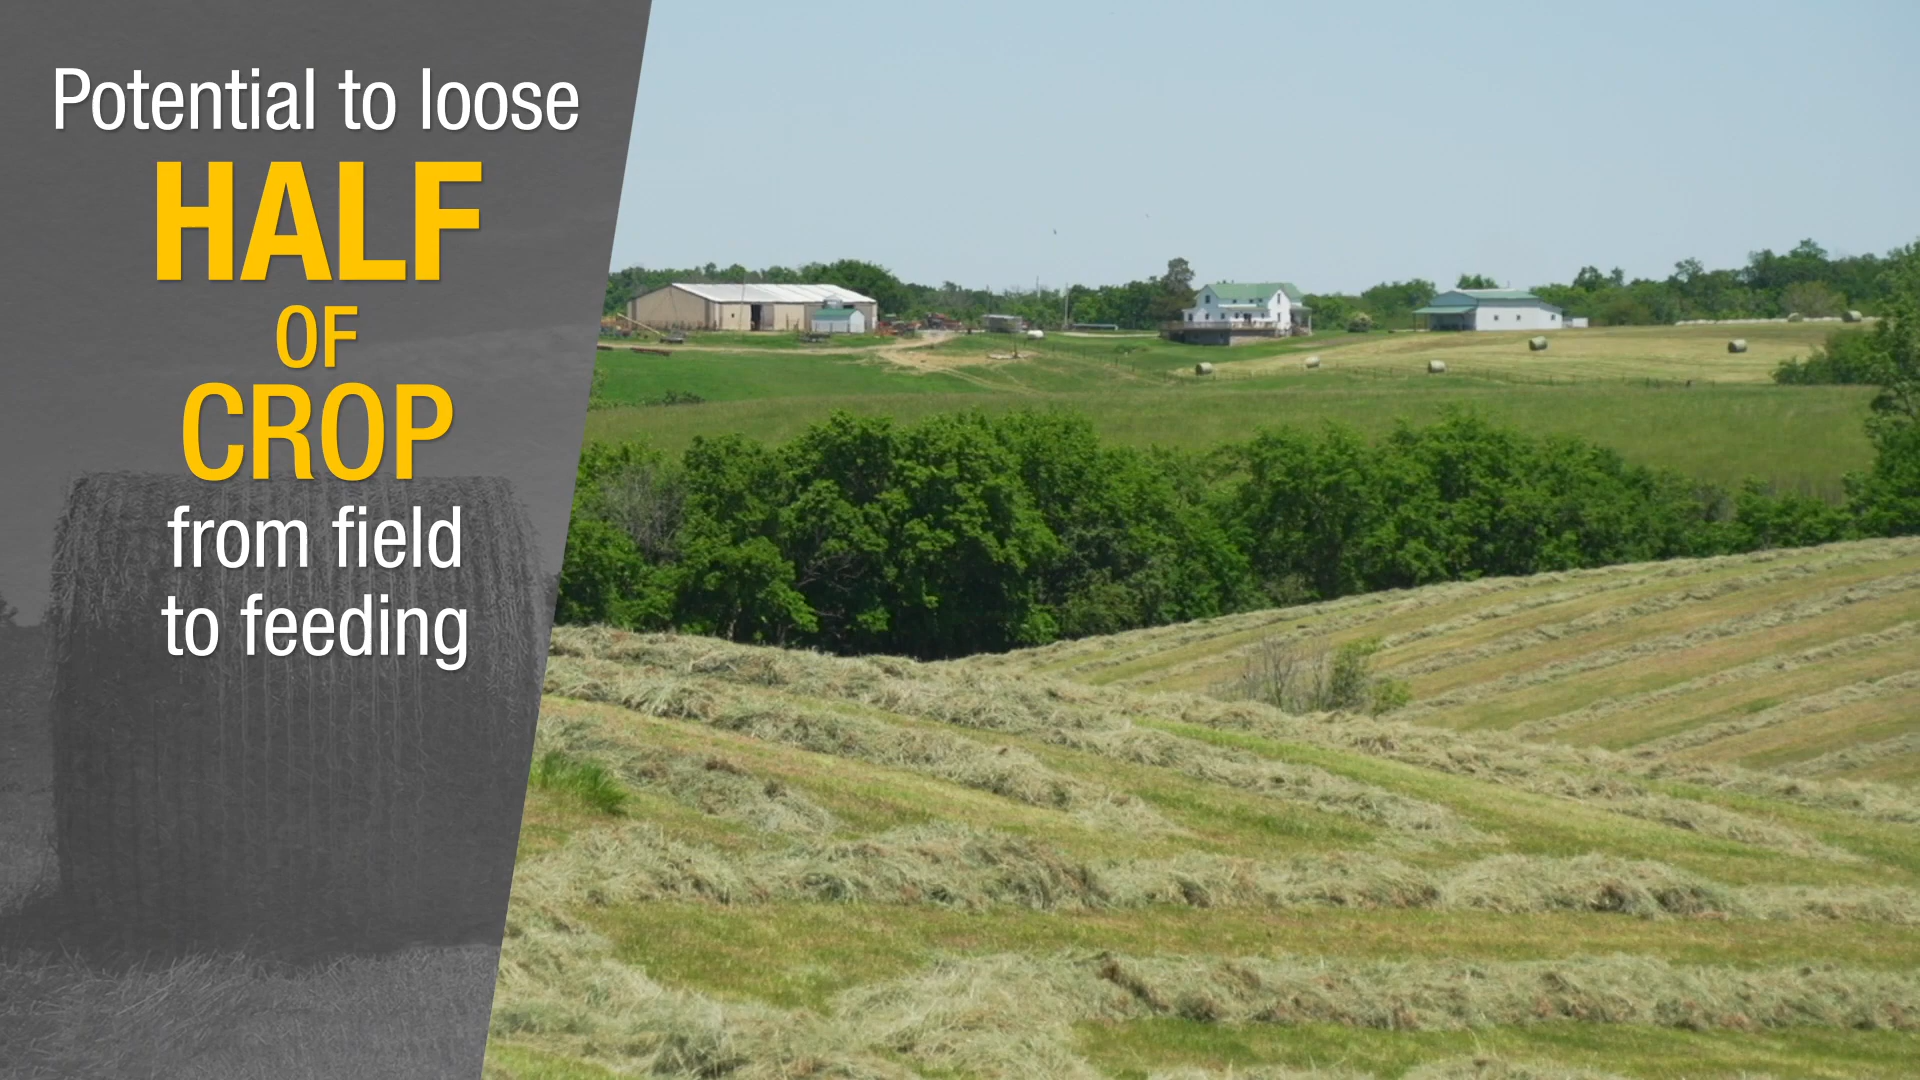 Potential to loose
HALF
OF
CROP
from field
to feeding